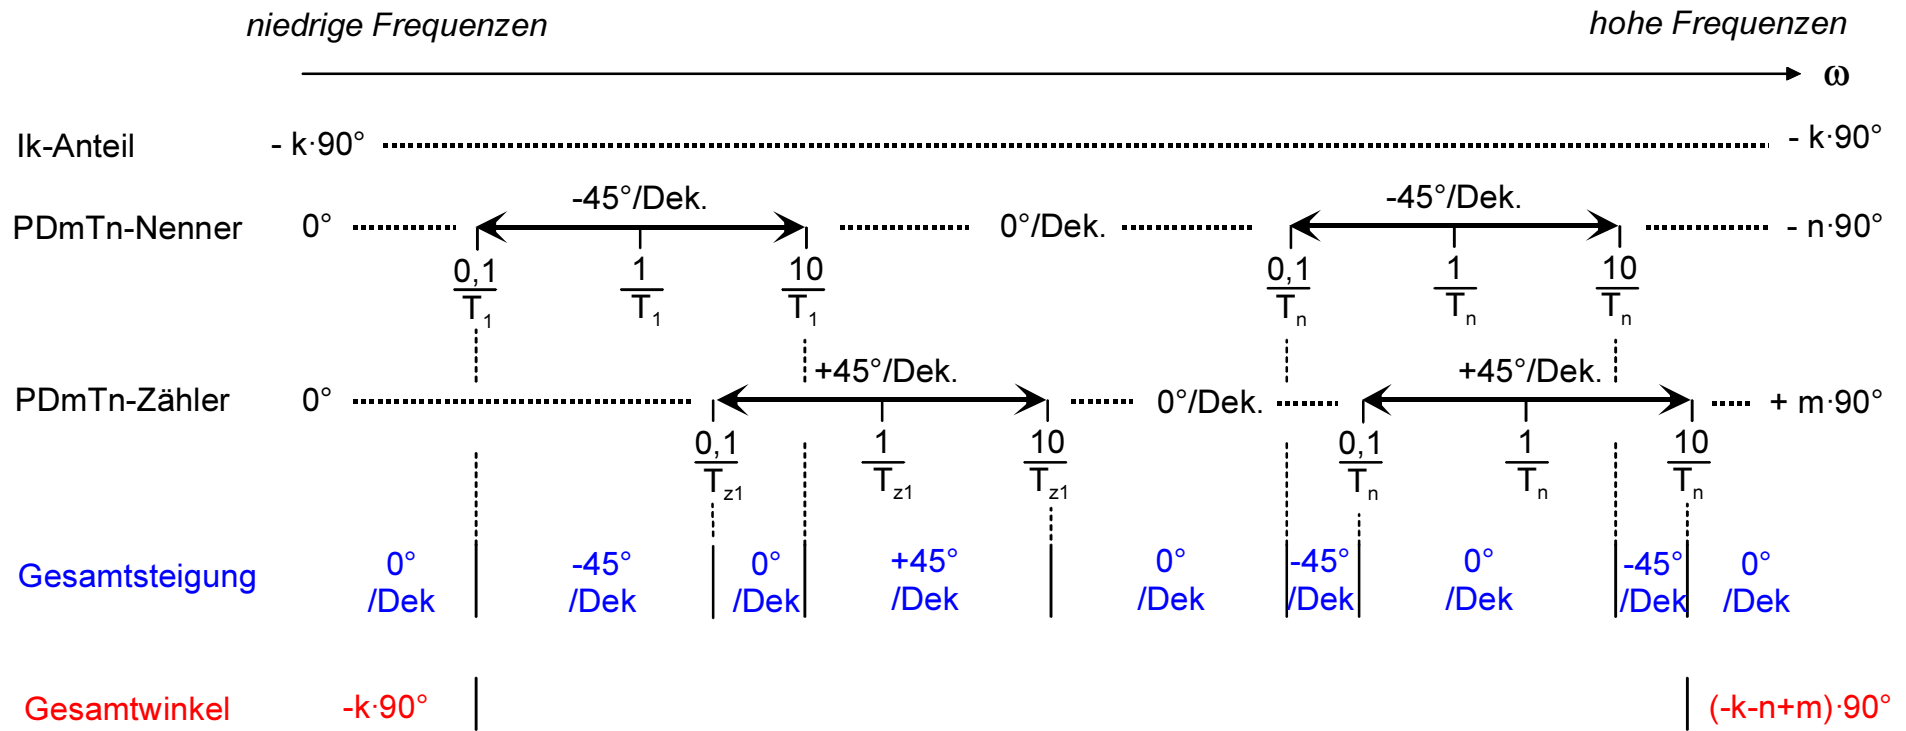 niedrige Frequenzen hohe Frequenzen
ω
Ik-Anteil - k·90° - k·90°
-45°/Dek. -45°/Dek.
PDmTn-Nenner 0° 0°/Dek. - n·90°
0,1 1 10 0,1 1 10
T1 T1 T1 Tn Tn Tn
+45°/Dek. +45°/Dek.
PDmTn-Zähler 0° 0°/Dek. + m·90°
0,1 1 10 0,1 1 10
Tz1 Tz1 Tz1 Tn Tn Tn
0° -45° 0° +45° 0° -45° 0° -45° 0°
Gesamtsteigung
/Dek /Dek /Dek /Dek /Dek /Dek /Dek /Dek /Dek
Gesamtwinkel -k·90° (-k-n+m)·90°